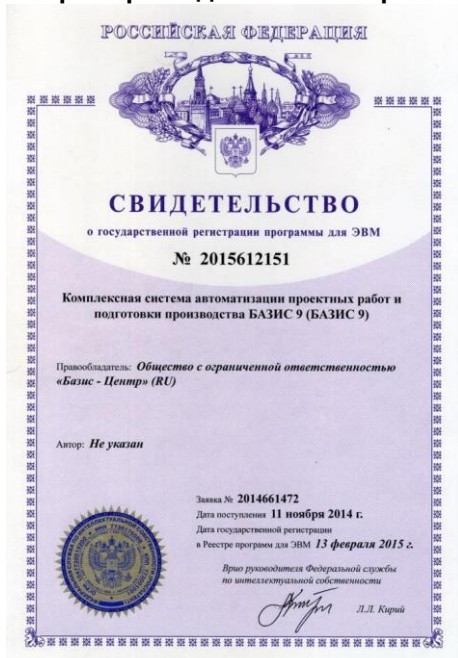 РОССИЙСКАЯ ФЕДЕРАЦИЯ
СВИДЕТЕЛЬСТВО
о государственной регистрации программы для ЭВМ
№ 2015612151
Комплексная система автоматизации проектных работ и
подготовки производства БАЗИС 9 (БАЗИС 9)
Правообладатель: Общество с ограниченной ответственностью
«Базис - Центр» (RU)
Автор: Не указан
Заявка № 2014661472
Дата поступления 11 ноября 2014 г.
Дата государственной регистрации
в Реестре программ для ЭВМ 13 февраля 2015 г.
Врио руководителя Федеральной службы
по интеллектуальной собственности
Л.Л. Кирий